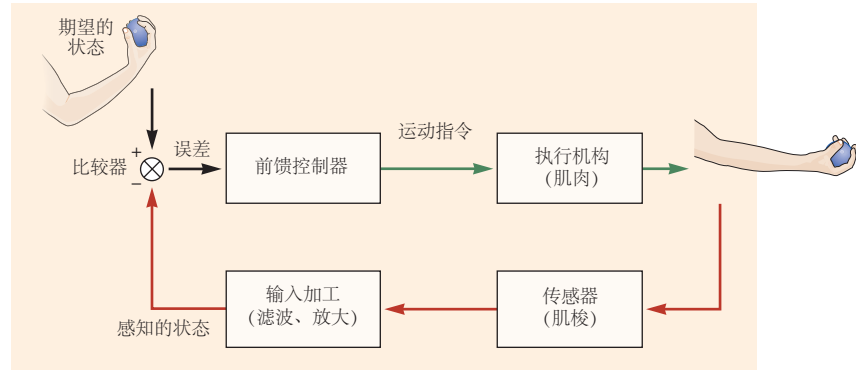 期望的
状态
+
比较器
−
误差
前馈控制器
运动指令
执行机构
(肌肉)
输入加工
(滤波、放大)
传感器
(肌梭)
感知的状态